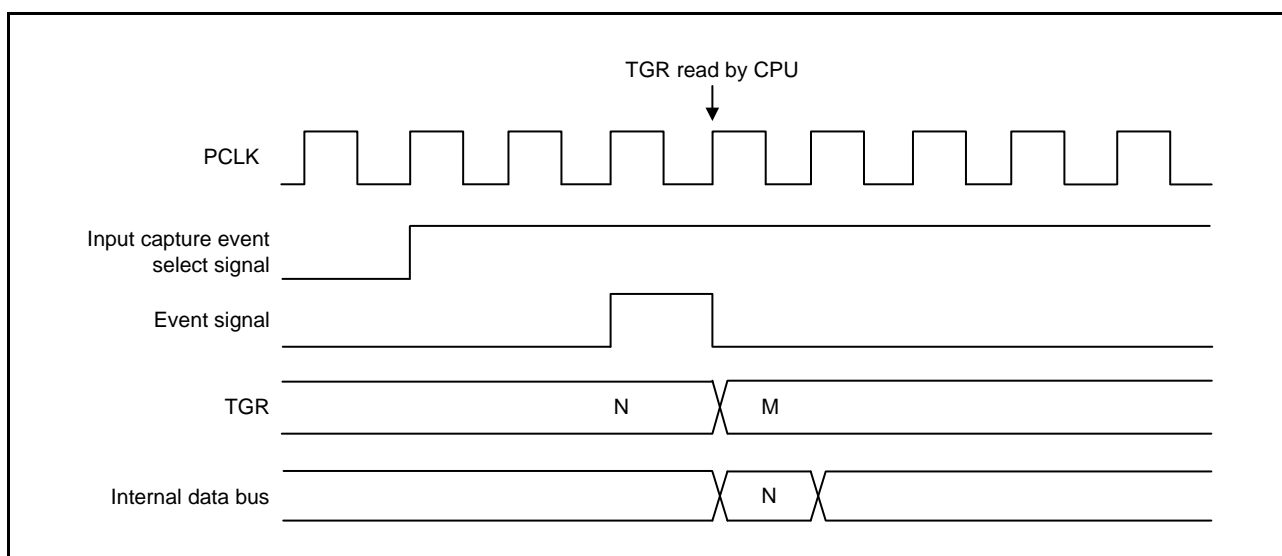 TGR read by CPU
PCLK
Input capture event
select signal
Event signal
TGR
N
M
Internal data bus
N